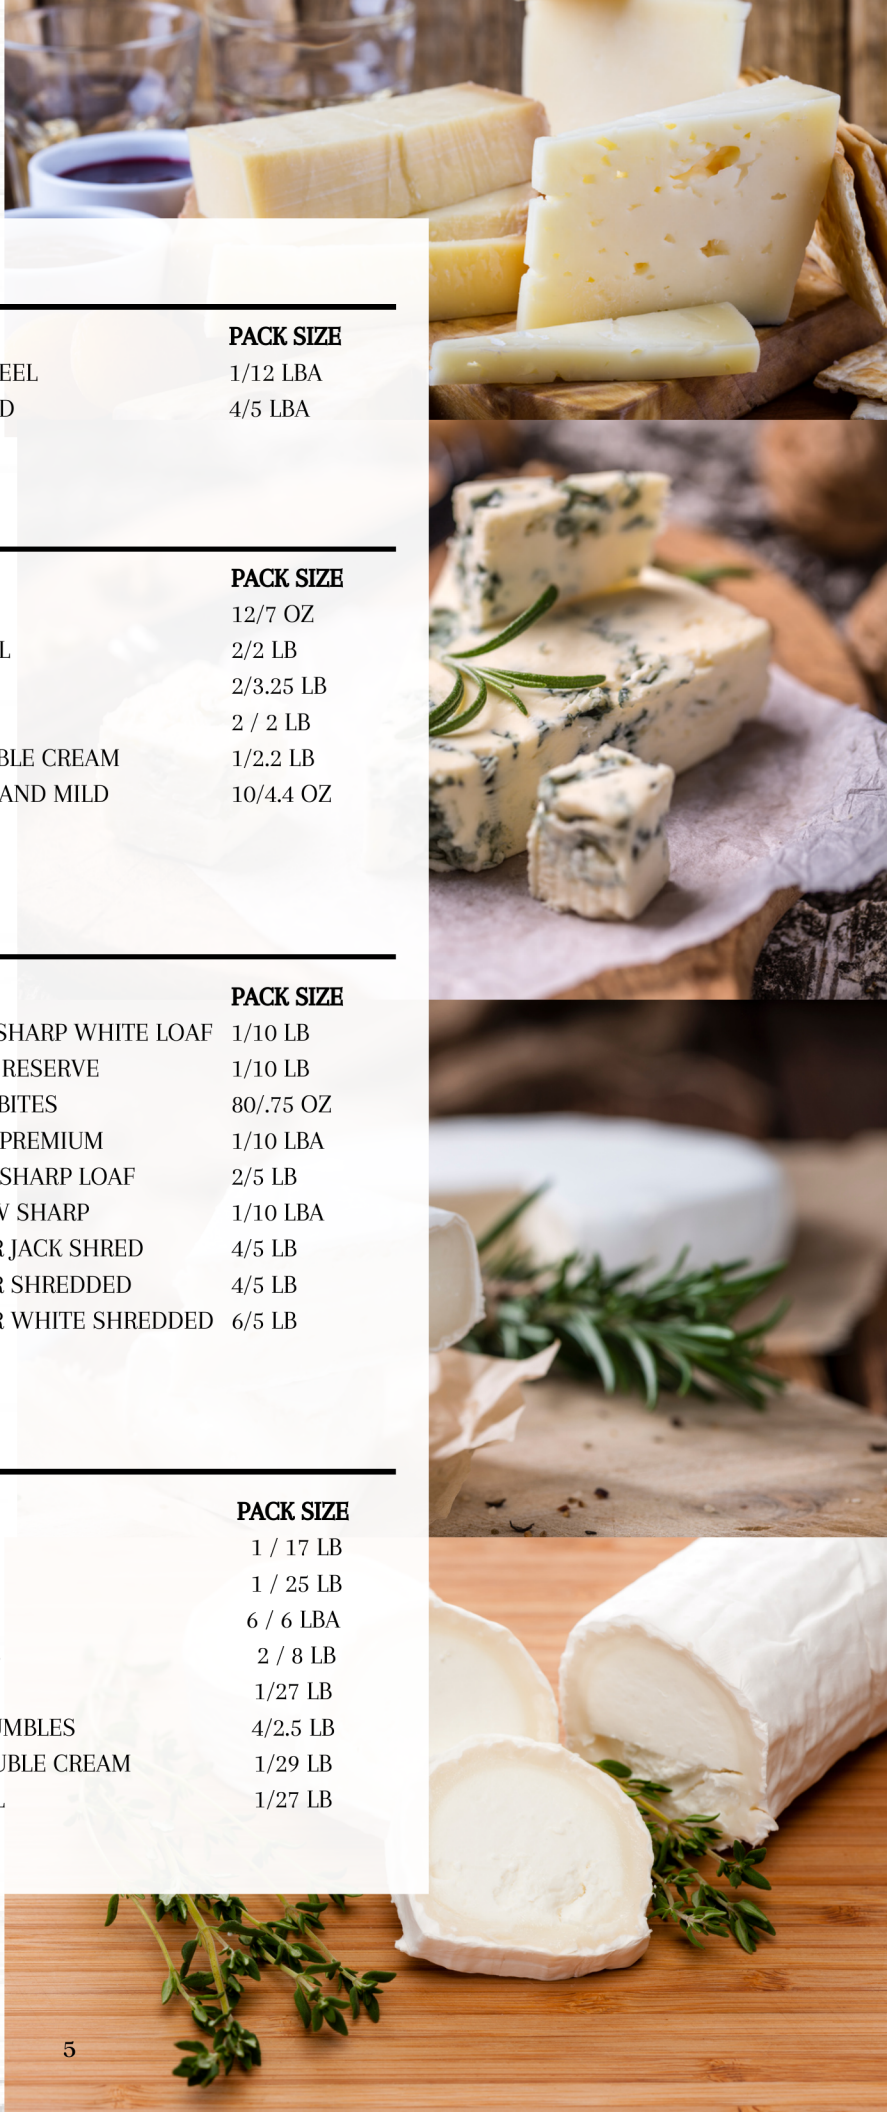 PACK SIZE
EEL 1/12 LBA
D 4/5 LBA
PACK SIZE
12/7 OZ
L 2/2 LB
2/3.25 LB
2 / 2 LB
BLE CREAM 1/2.2 LB
AND MILD 10/4.4 OZ
PACK SIZE
SHARP WHITE LOAF 1/10 LB
RESERVE 1/10 LB
BITES 80/.75 OZ
PREMIUM 1/10 LBA
SHARP LOAF 2/5 LB
W SHARP 1/10 LBA
R JACK SHRED 4/5 LB
R SHREDDED 4/5 LB
R WHITE SHREDDED 6/5 LB
PACK SIZE
1 / 17 LB
1 / 25 LB
6 / 6 LBA
2 / 8 LB
1/27 LB
UMBLES 4/2.5 LB
UBLE CREAM 1/29 LB
L 1/27 LB
5